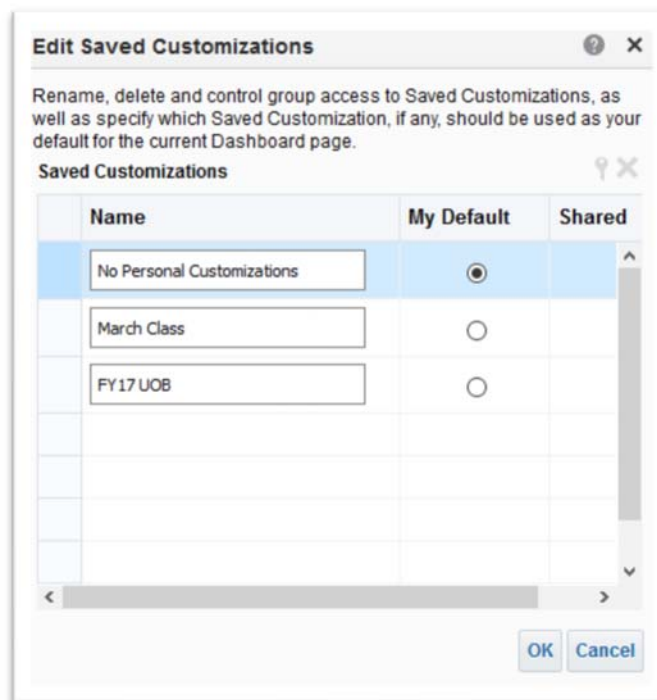 Edit Saved Customizations
Rename, delete and control group access to Saved Customizations, as
well as specify which Saved Customization, if any, should be used as your
default for the current Dashboard page.
Saved Customizations
Name My Default Shared
No Personal Customizations
March Class
FY17 UOB
OK Cancel